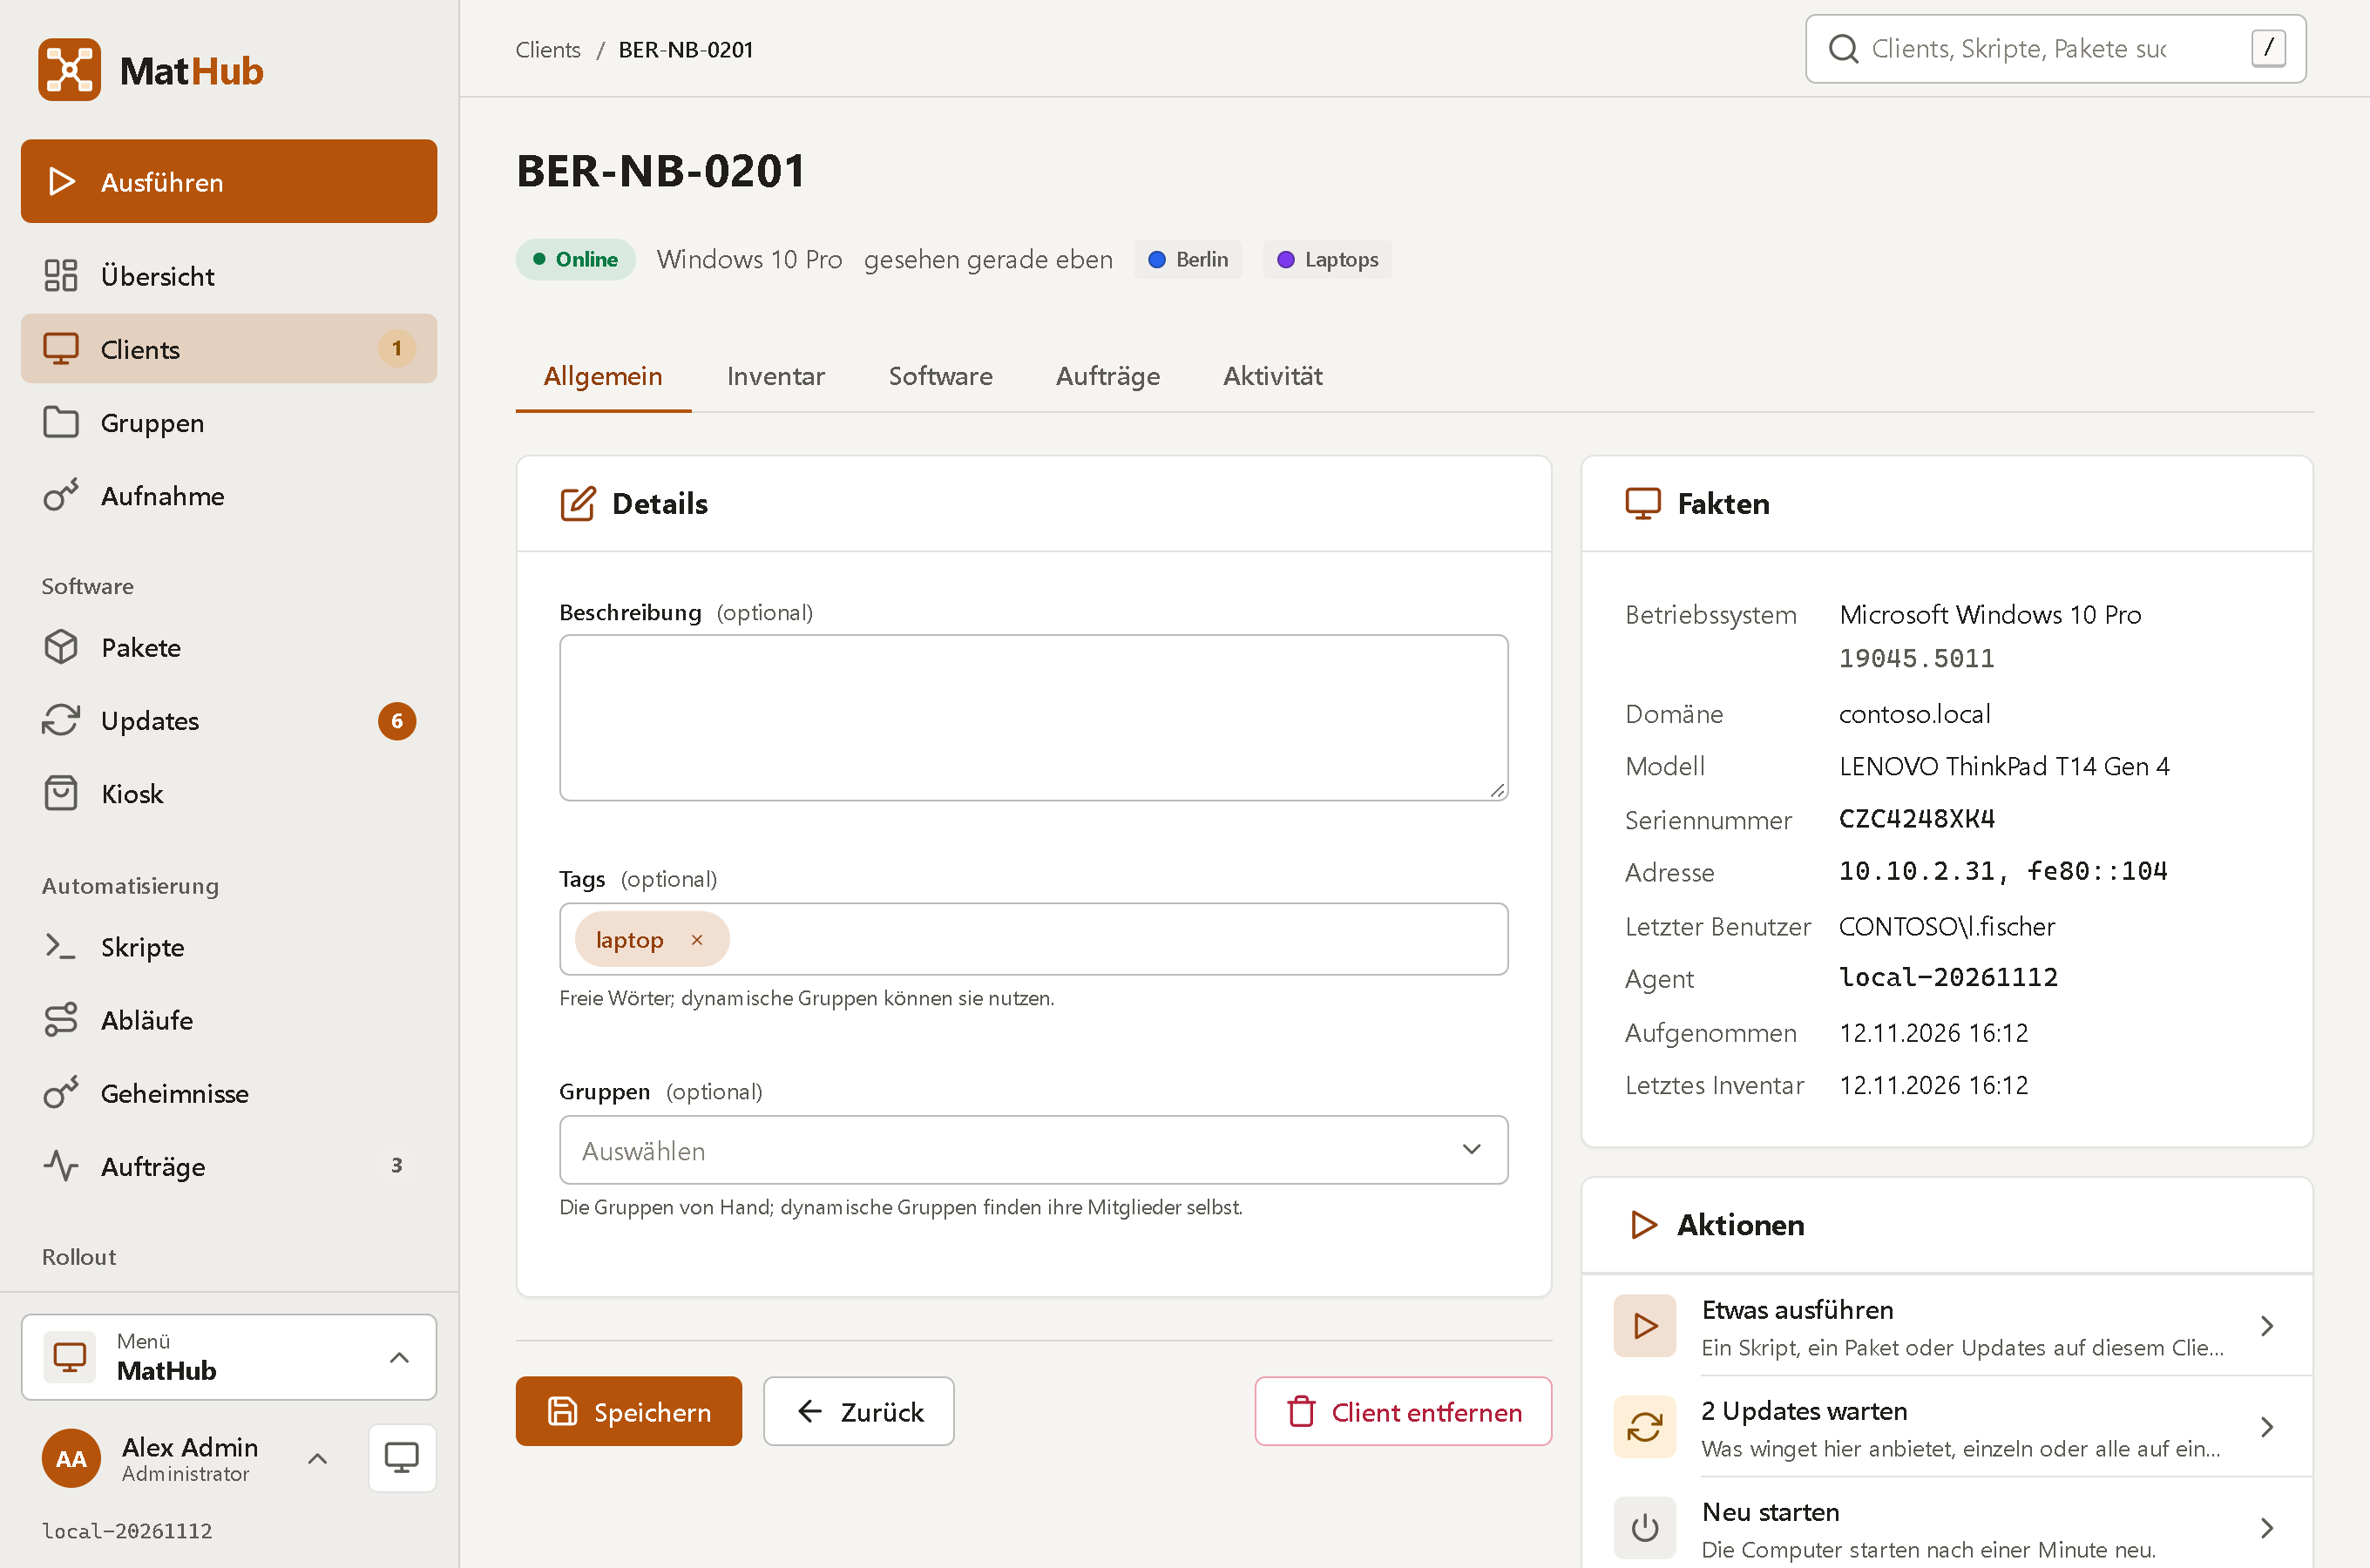 MatHub
Ausführen
Übersicht
Clients 1
Gruppen
Aufnahme
Software
Pakete
Updates 6
Kiosk
Automatisierung
Skripte
Abläufe
Geheimnisse
Aufträge 3
Rollout
Menü
MatHub
AA Alex Admin
Administrator
local-20261112
Clients / BER-NB-0201
Clients, Skripte, Pakete suc /
BER-NB-0201
Online Windows 10 Pro gesehen gerade eben Berlin Laptops
Allgemein Inventar Software Aufträge Aktivität
Details
Beschreibung (optional)
Tags (optional)
laptop ×
Freie Wörter; dynamische Gruppen können sie nutzen.
Gruppen (optional)
Auswählen
Die Gruppen von Hand; dynamische Gruppen finden ihre Mitglieder selbst.
Speichern Zurück Client entfernen
Fakten
Betriebssystem Microsoft Windows 10 Pro
19045.5011
Domäne contoso.local
Modell LENOVO ThinkPad T14 Gen 4
Seriennummer CZC4248XK4
Adresse 10.10.2.31, fe80::104
Letzter Benutzer CONTOSO\l.fischer
Agent local-20261112
Aufgenommen 12.11.2026 16:12
Letztes Inventar 12.11.2026 16:12
Aktionen
Etwas ausführen
Ein Skript, ein Paket oder Updates auf diesem Clie...
2 Updates warten
Was winget hier anbietet, einzeln oder alle auf ein...
Neu starten
Die Computer starten nach einer Minute neu.